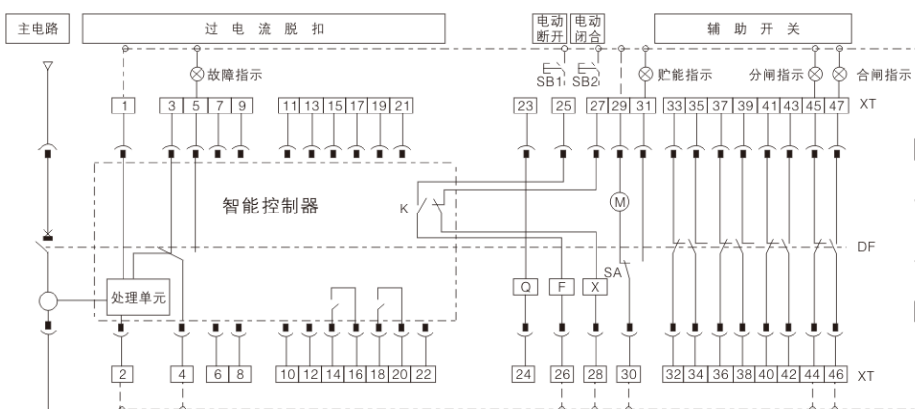 主电路 过电流脱扣 电动断开 电动闭合 辅助开关
故障指示 SB1 SB2 贮能指示 分闸指示 合闸指示
1 3 5 7 9 11 13 15 17 19 21 23 25 27 29 31 33 35 37 39 41 43 45 47 XT
智能控制器 K M
DF
SA
处理单元 Q F X
2 4 6 8 10 12 14 16 18 20 22 24 26 28 30 32 34 36 38 40 42 44 46 XT